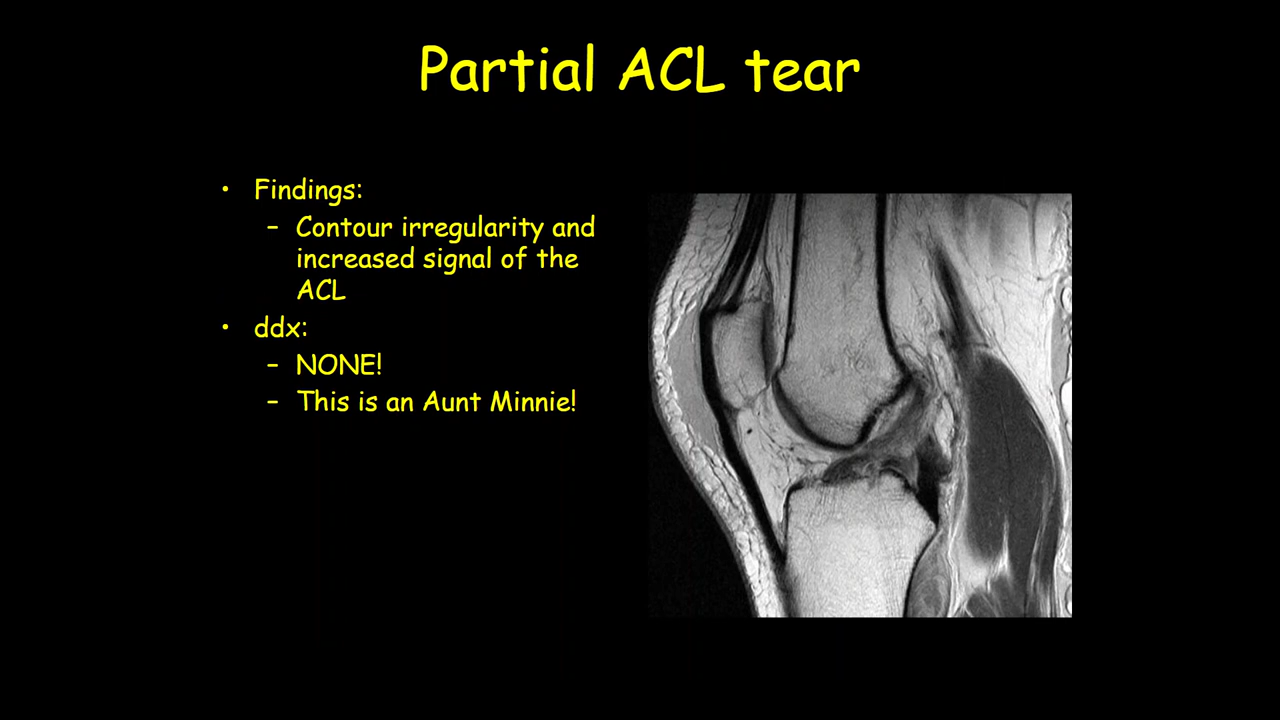 Partial ACL tear
• Findings:
– Contour irregularity and
increased signal of the
ACL
• ddx:
– NONE!
– This is an Aunt Minnie!